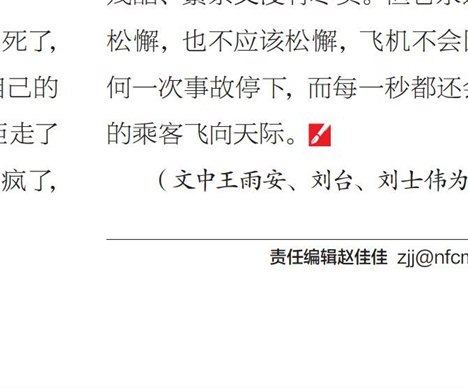 死了，
自己的
走了
疯了，
松懈，也不应该松懈，飞机不会
何一次事故停下，而每一秒都还
的乘客飞向天际。
（文中王雨安、刘台、刘士伟为
责任编辑赵佳佳 zjj@nfcm